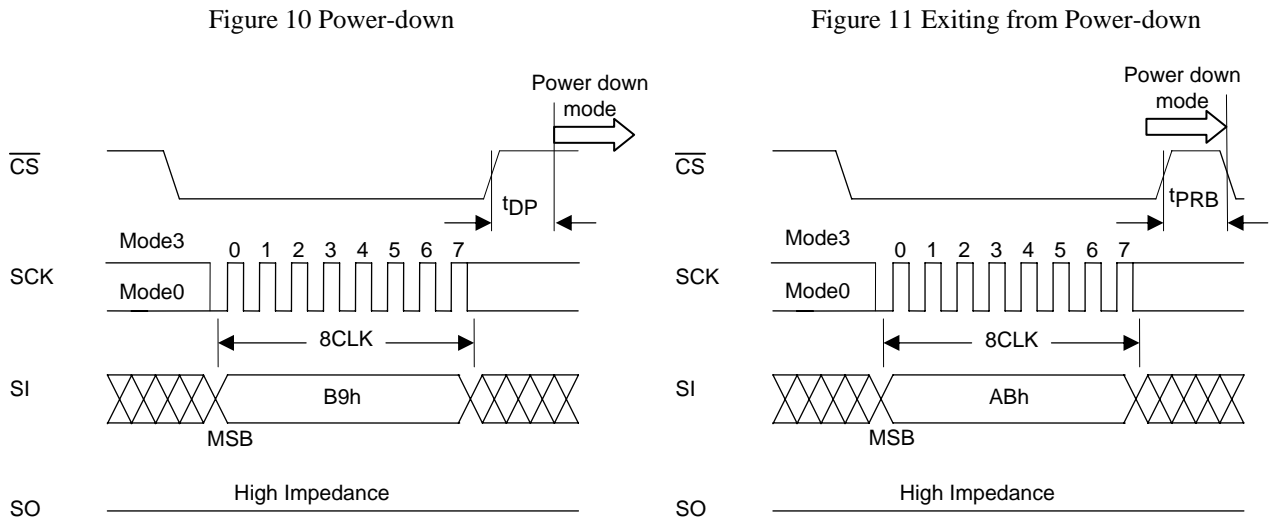 Figure 10 Power-down
Power down
mode
CS
tDP
Mode3
0 1 2 3 4 5 6 7
SCK
Mode0
8CLK
SI
B9h
MSB
High Impedance
SO
Figure 11 Exiting from Power-down
Power down
mode
CS
tPRB
Mode3
0 1 2 3 4 5 6 7
SCK
Mode0
8CLK
SI
ABh
MSB
High Impedance
SO